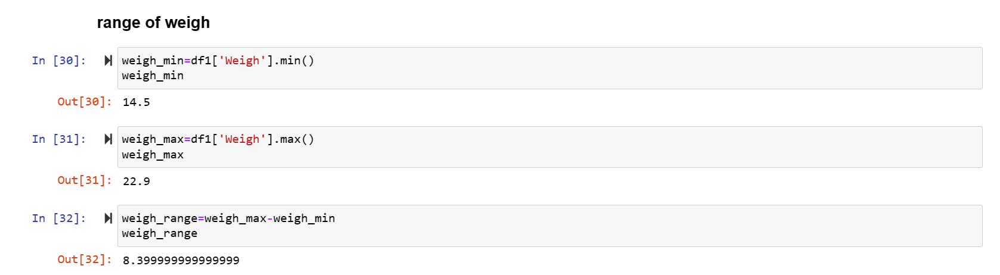 range of weigh
In [30]: weigh_min=df1['Weigh'].min()
weigh_min
Out[30]: 14.5
In [31]: weigh_max=df1['Weigh'].max()
weigh_max
Out[31]: 22.9
In [32]: weigh_range=weigh_max-weigh_min
weigh_range
Out[32]: 8.399999999999999